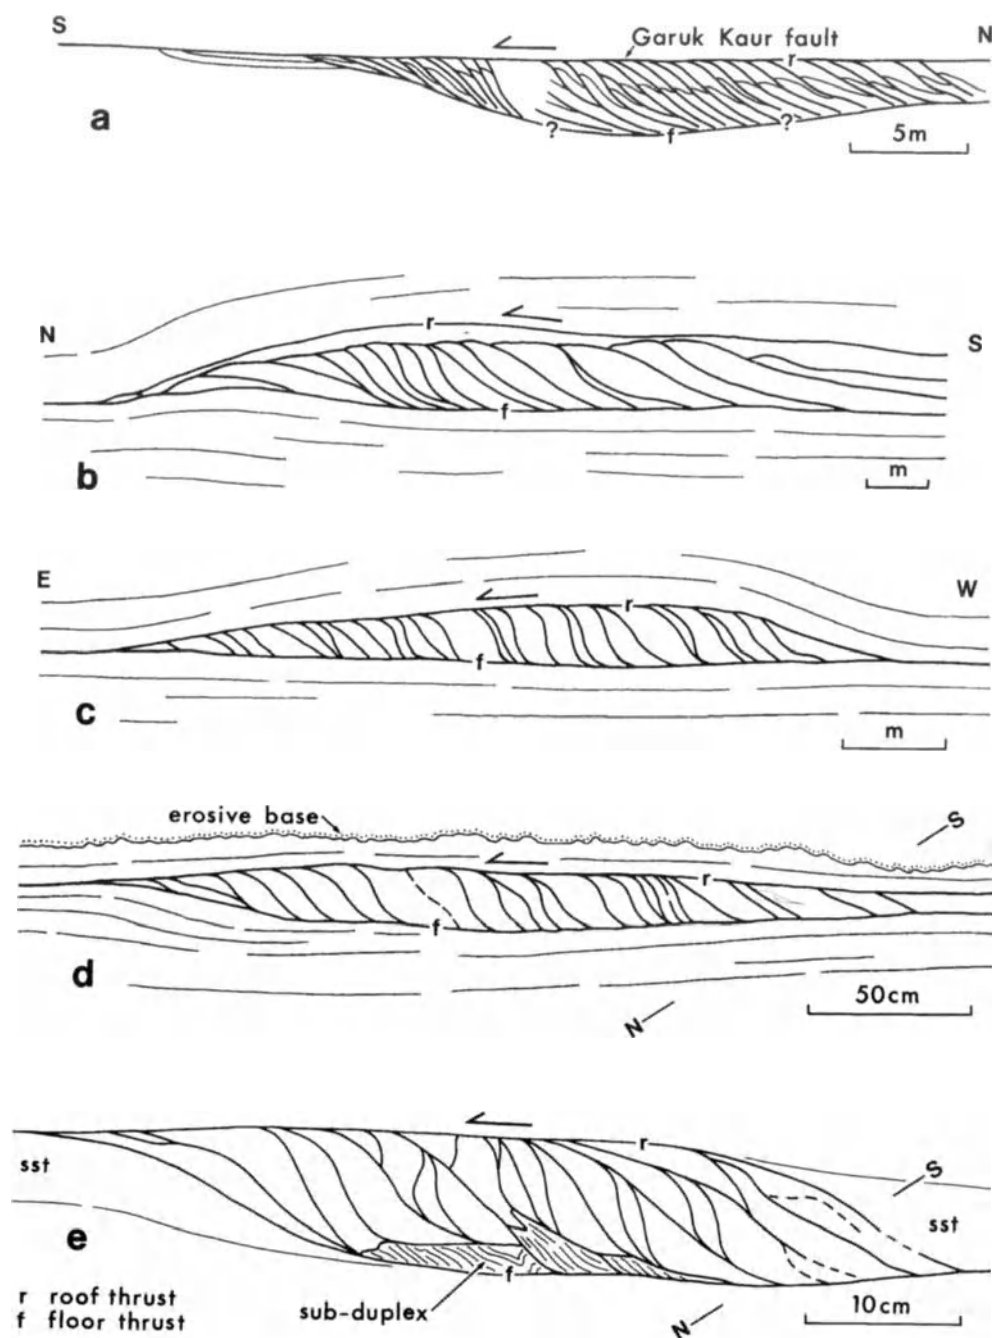 S
N
Garuk Kaur fault
r
a
?
f
?
5m
N
S
r
f
b
m
E
W
r
f
c
m
erosive base
S
r
f
d
N
50cm
sst
r
S
sst
e
f
sub-duplex
N
10cm
r roof thrust
f floor thrust